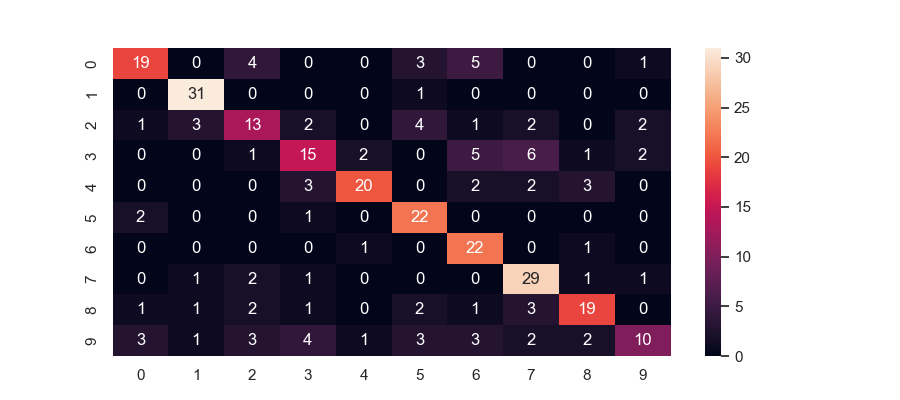 0 19 0 4 0 0 3 5 0 0 1 30
1 0 31 0 0 0 1 0 0 0 0 25
2 1 3 13 2 0 4 1 2 0 2
3 0 0 1 15 2 0 5 6 1 2 20
4 0 0 0 3 20 0 2 2 3 0
5 2 0 0 1 0 22 0 0 0 0 15
6 0 0 0 0 1 0 22 0 1 0 10
7 0 1 2 1 0 0 0 29 1 1
8 1 1 2 1 0 2 1 3 19 0 5
9 3 1 3 4 1 3 3 2 2 10 0
0 1 2 3 4 5 6 7 8 9